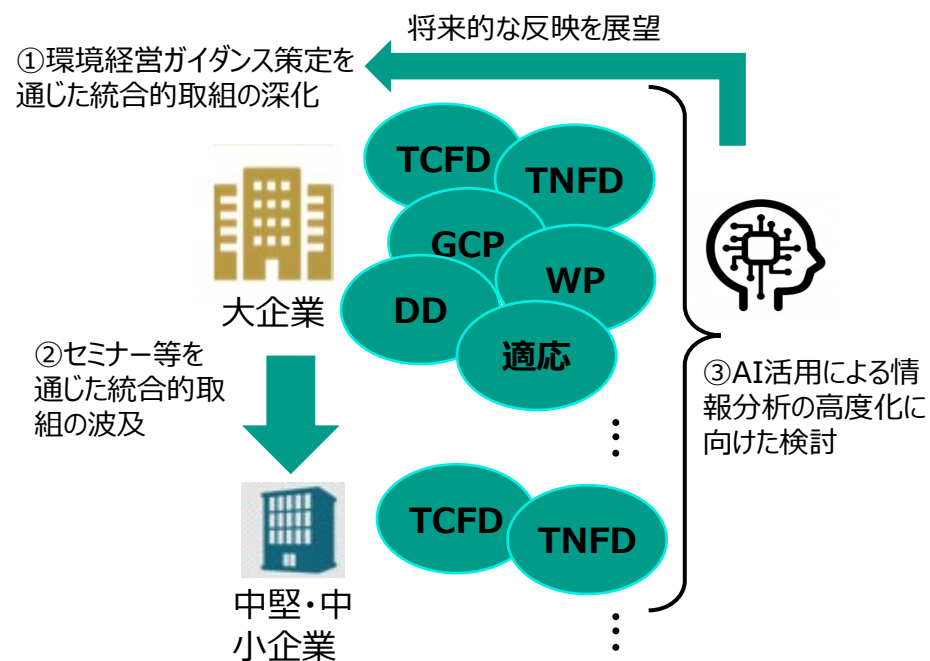 将来的な反映を展望
①環境経営ガイダンス策定を
通じた統合的取組の深化
TCFD
TNFD
GCP
WP
DD
適応
大企業
②セミナー等を
通じた統合的取
組の波及
③AI活用による情
報分析の高度化に
向けた検討
⋮
TCFD
TNFD
中堅・中
小企業
⋮